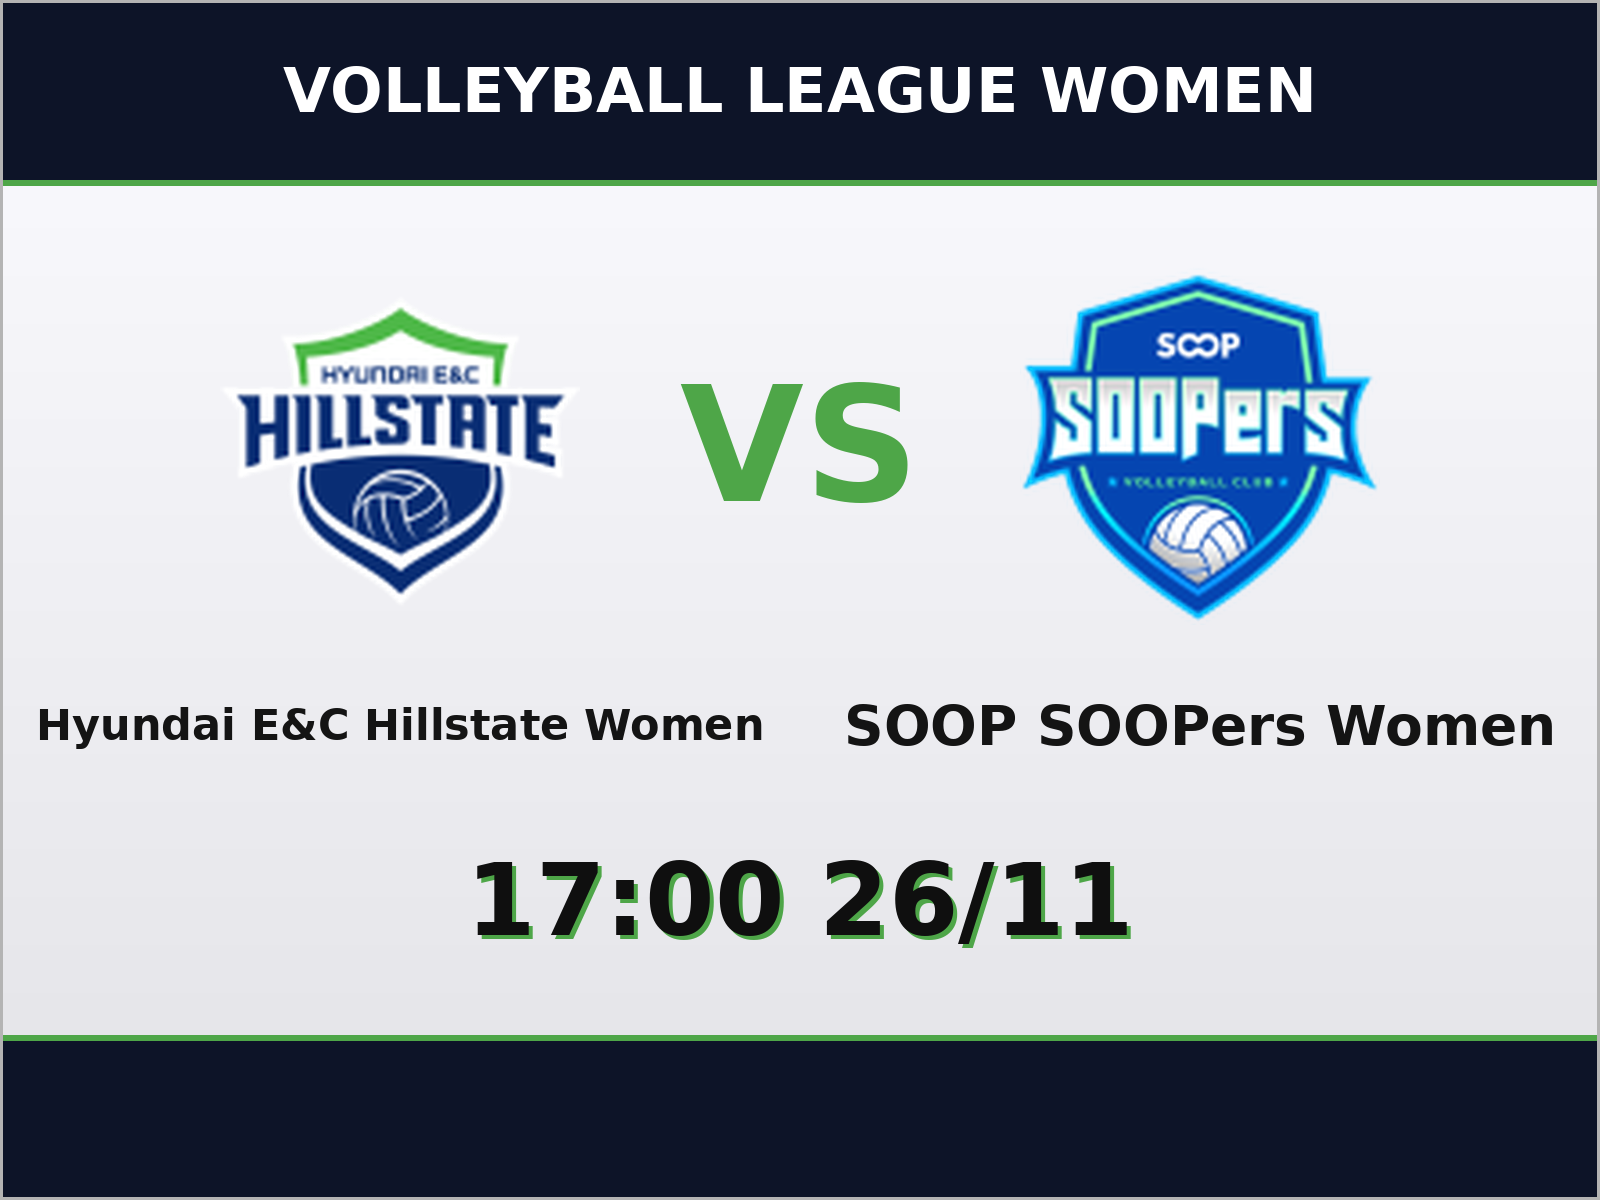 VOLLEYBALL LEAGUE WOMEN
HYUNDAI E&C
HILLSTATE
VS
SOOP
SOOPers
VOLLEYBALL CLUB
Hyundai E&C Hillstate Women
SOOP SOOPers Women
17:00 26/11